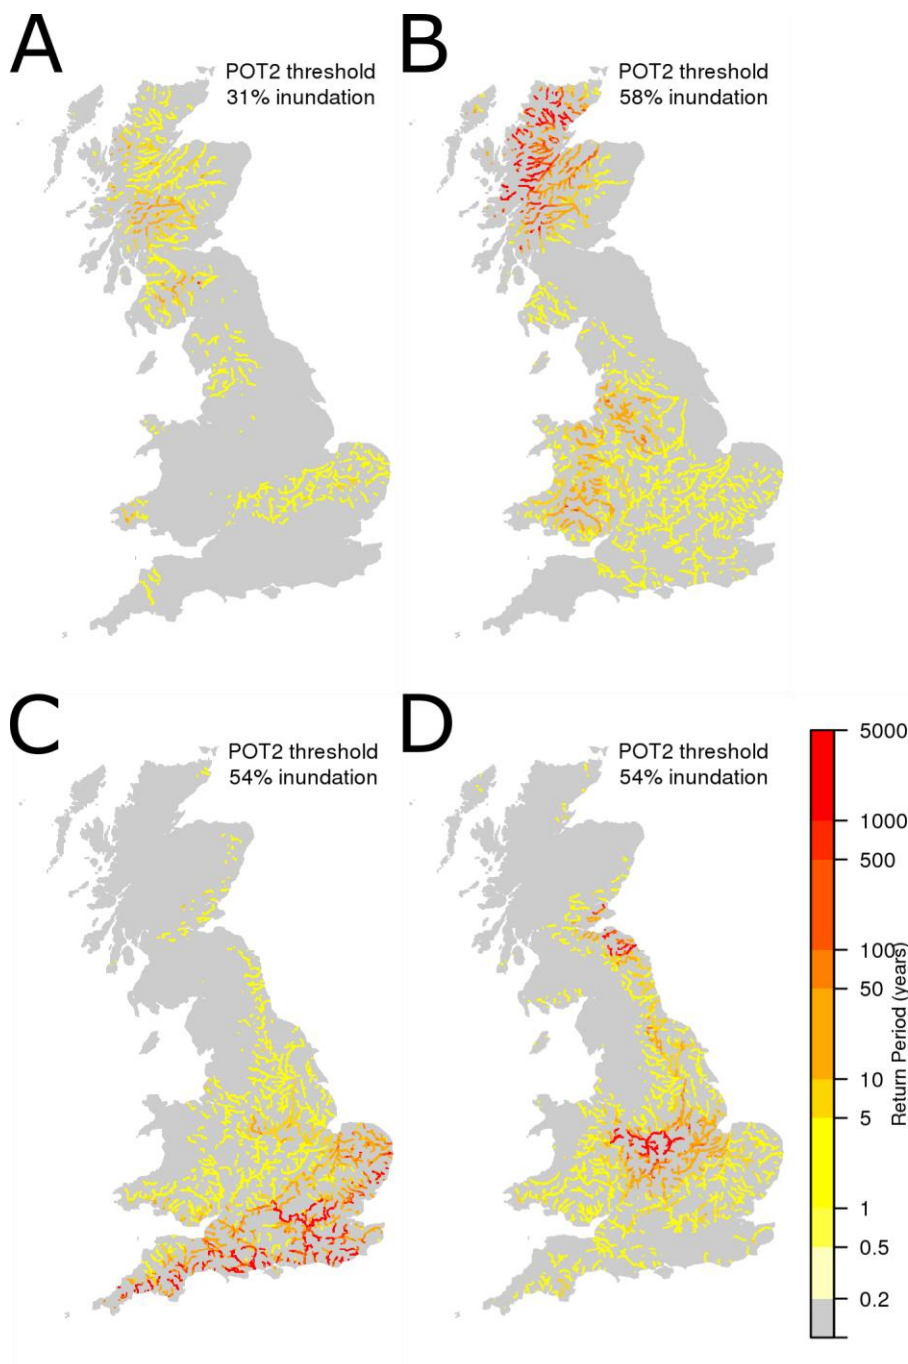 A
POT2 threshold
31% inundation
B
POT2 threshold
58% inundation
C
POT2 threshold
54% inundation
D
POT2 threshold
54% inundation
5000
1000
500
100
50
10
5
1
0.5
0.2
Return Period (years)